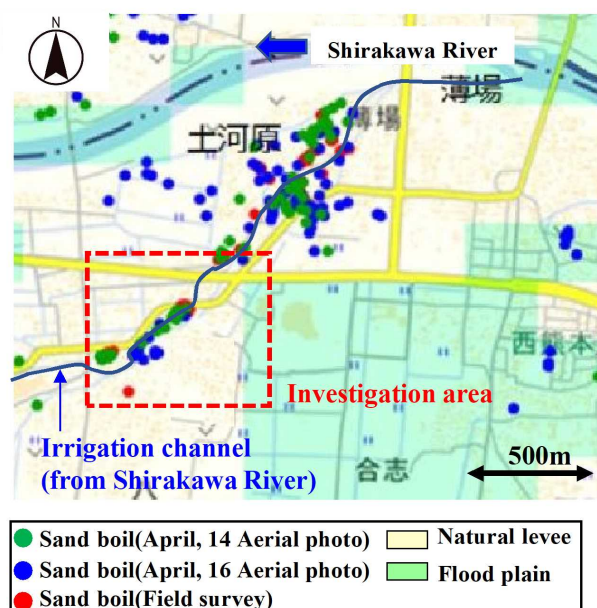 N
Shirakawa River
薄場
薄場
土河原
西熊本
Investigation area
Irrigation channel
(from Shirakawa River)
合志
500m
Sand boil(April, 14 Aerial photo)
Natural levee
Sand boil(April, 16 Aerial photo)
Flood plain
Sand boil(Field survey)